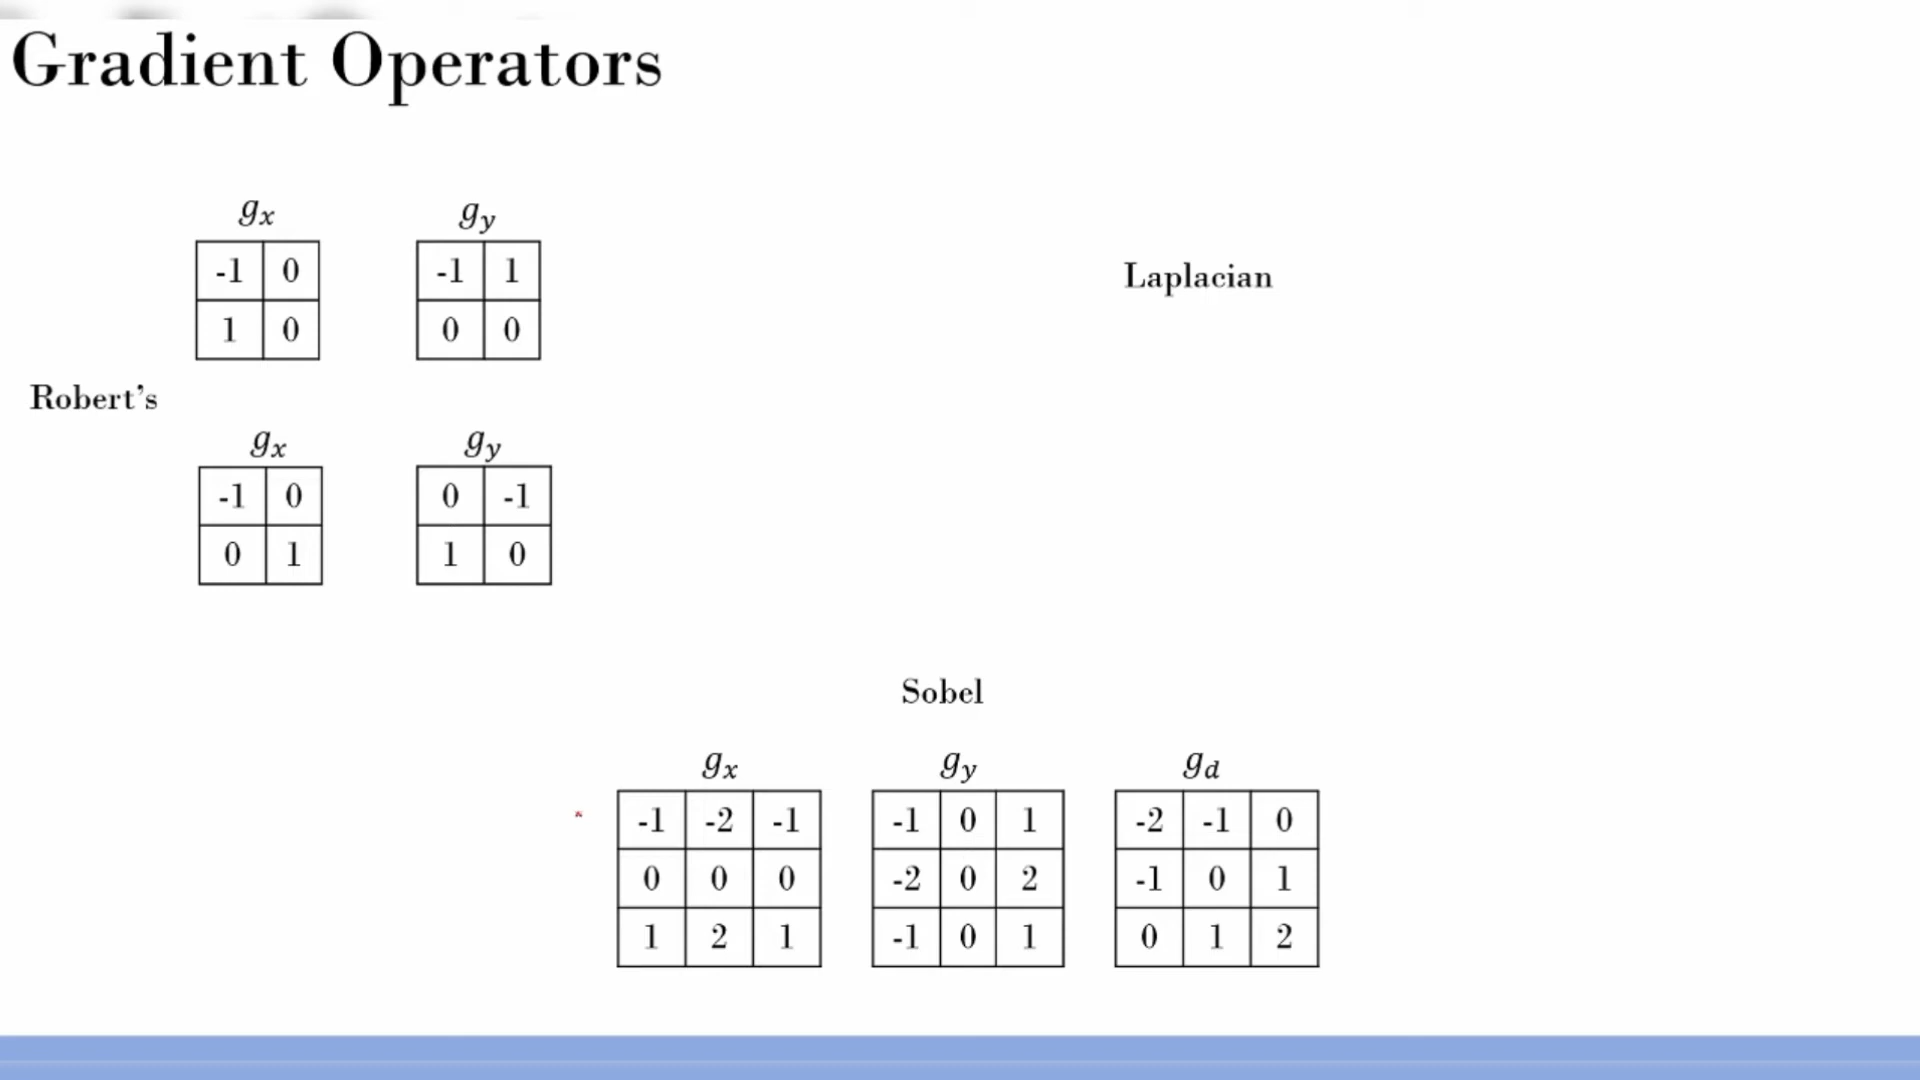 Gradient Operators
gx gy
-1 0 -1 1
1 0 0 0
Laplacian
Robert's
gx gy
-1 0 0 -1
0 1 1 0
Sobel
gx gy gd
-1 -2 -1 -1 0 1 -2 -1 0
0 0 0 -2 0 2 -1 0 1
1 2 1 -1 0 1 0 1 2